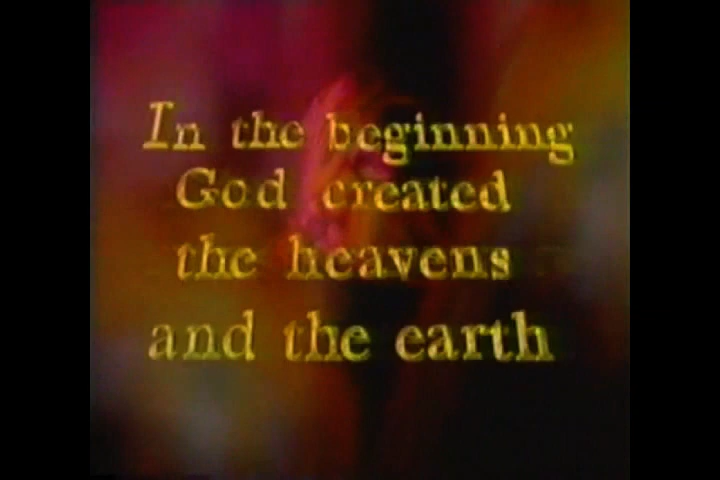 In the beginning
God created
the heavens
and the earth